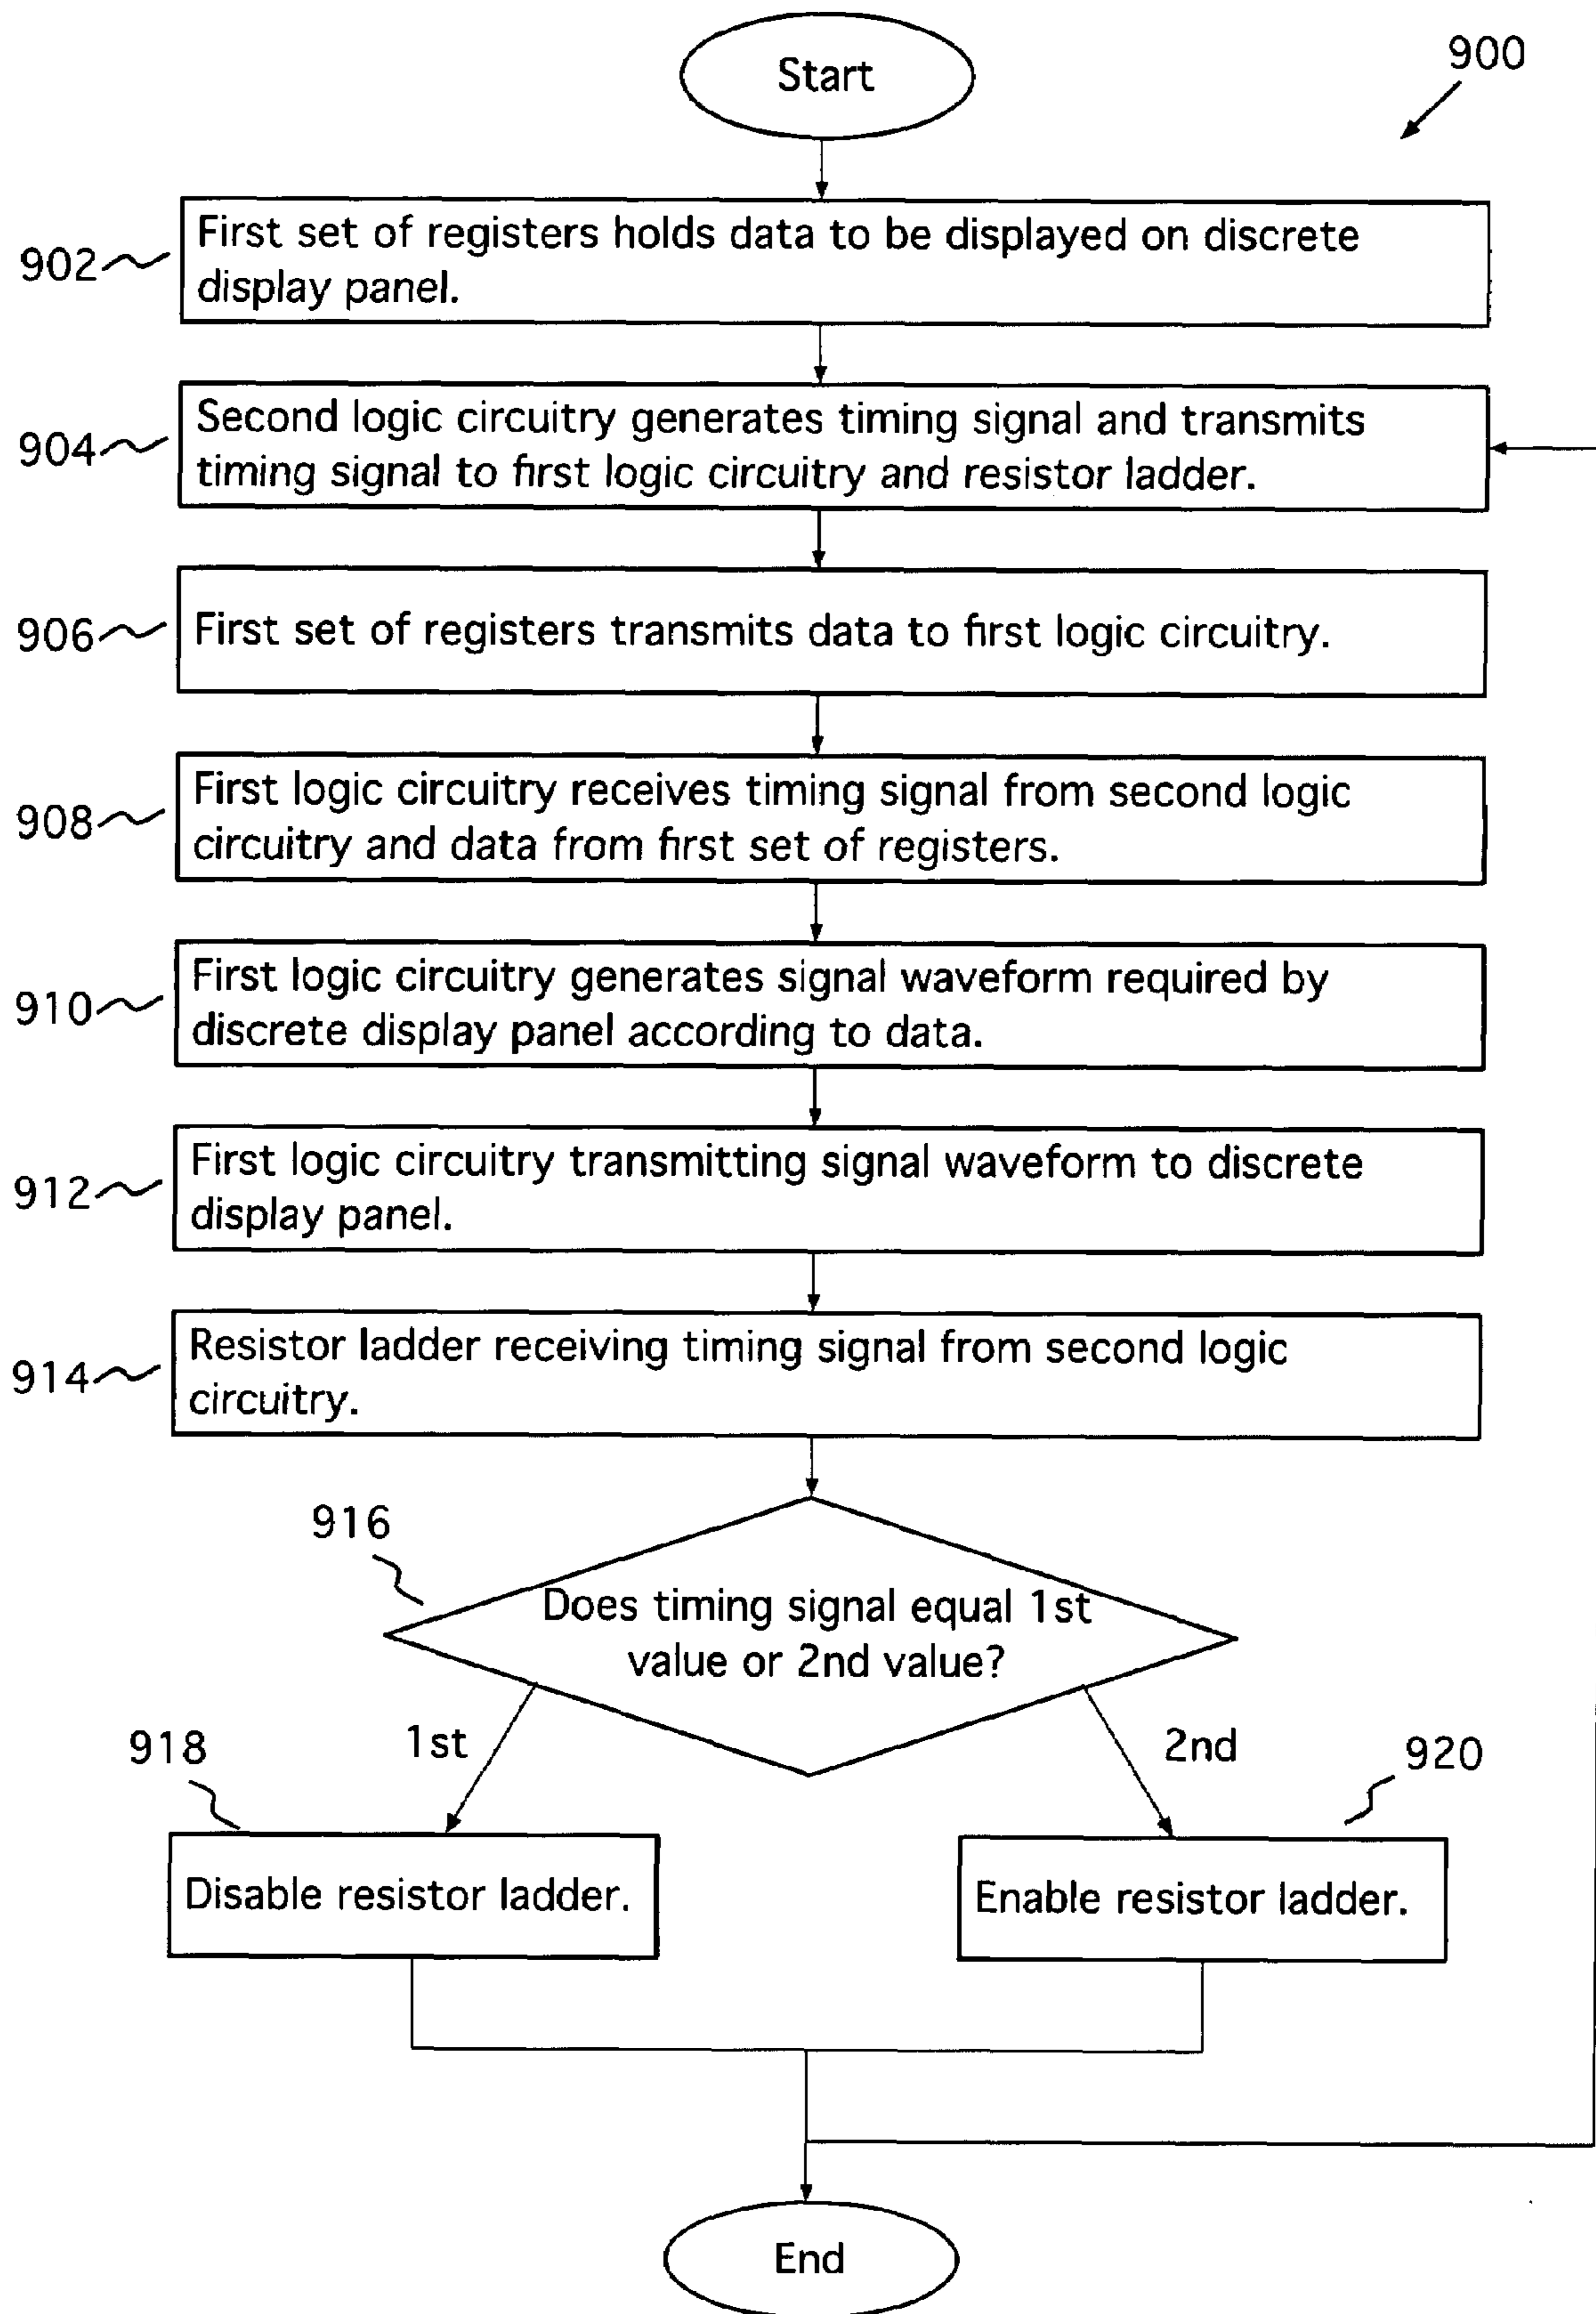 Start
900
902
First set of registers holds data to be displayed on discrete
display panel.
904
Second logic circuitry generates timing signal and transmits
timing signal to first logic circuitry and resistor ladder.
906
First set of registers transmits data to first logic circuitry.
908
First logic circuitry receives timing signal from second logic
circuitry and data from first set of registers.
910
First logic circuitry generates signal waveform required by
discrete display panel according to data.
912
First logic circuitry transmitting signal waveform to discrete
display panel.
914
Resistor ladder receiving timing signal from second logic
circuitry.
916
Does timing signal equal 1st
value or 2nd value?
1st
2nd
918
920
Disable resistor ladder.
Enable resistor ladder.
End